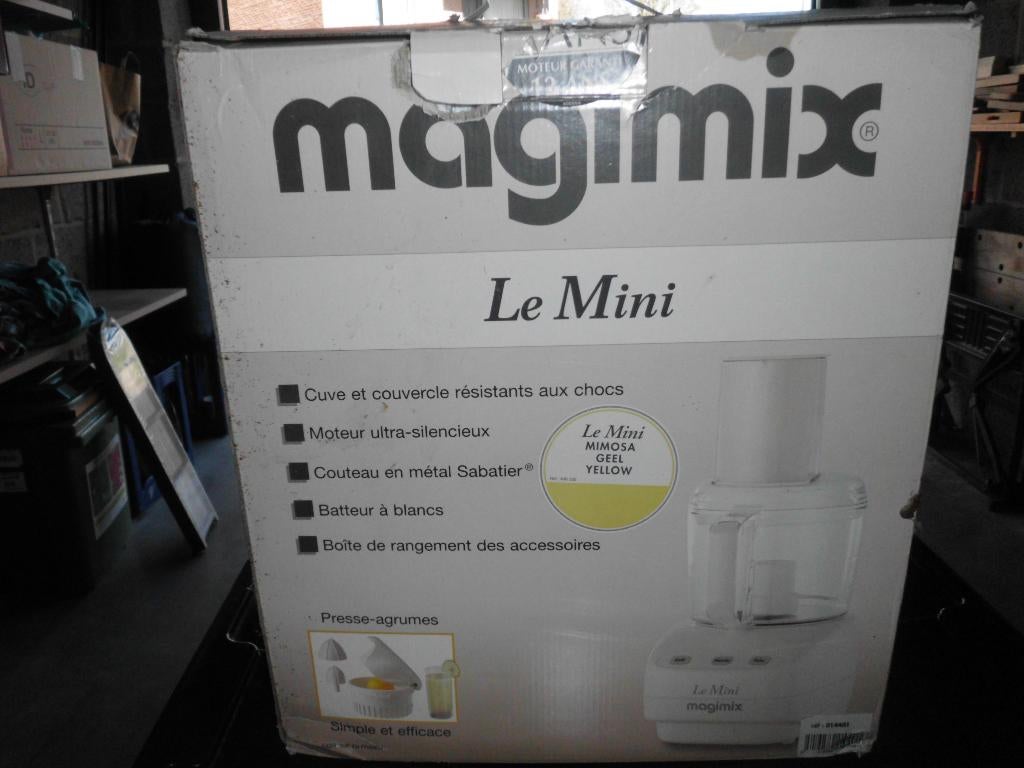 MOTEUR GARANTI
magimix®
Le Mini
Cuve et couvercle résistants aux chocs
Moteur ultra-silencieux
Couteau en métal Sabatier®
Batteur à blancs
Boîte de rangement des accessoires
Le Mini
MIMOSA
GEEL
YELLOW
Presse-agrumes
Simple et efficace
Le Mini
magimix